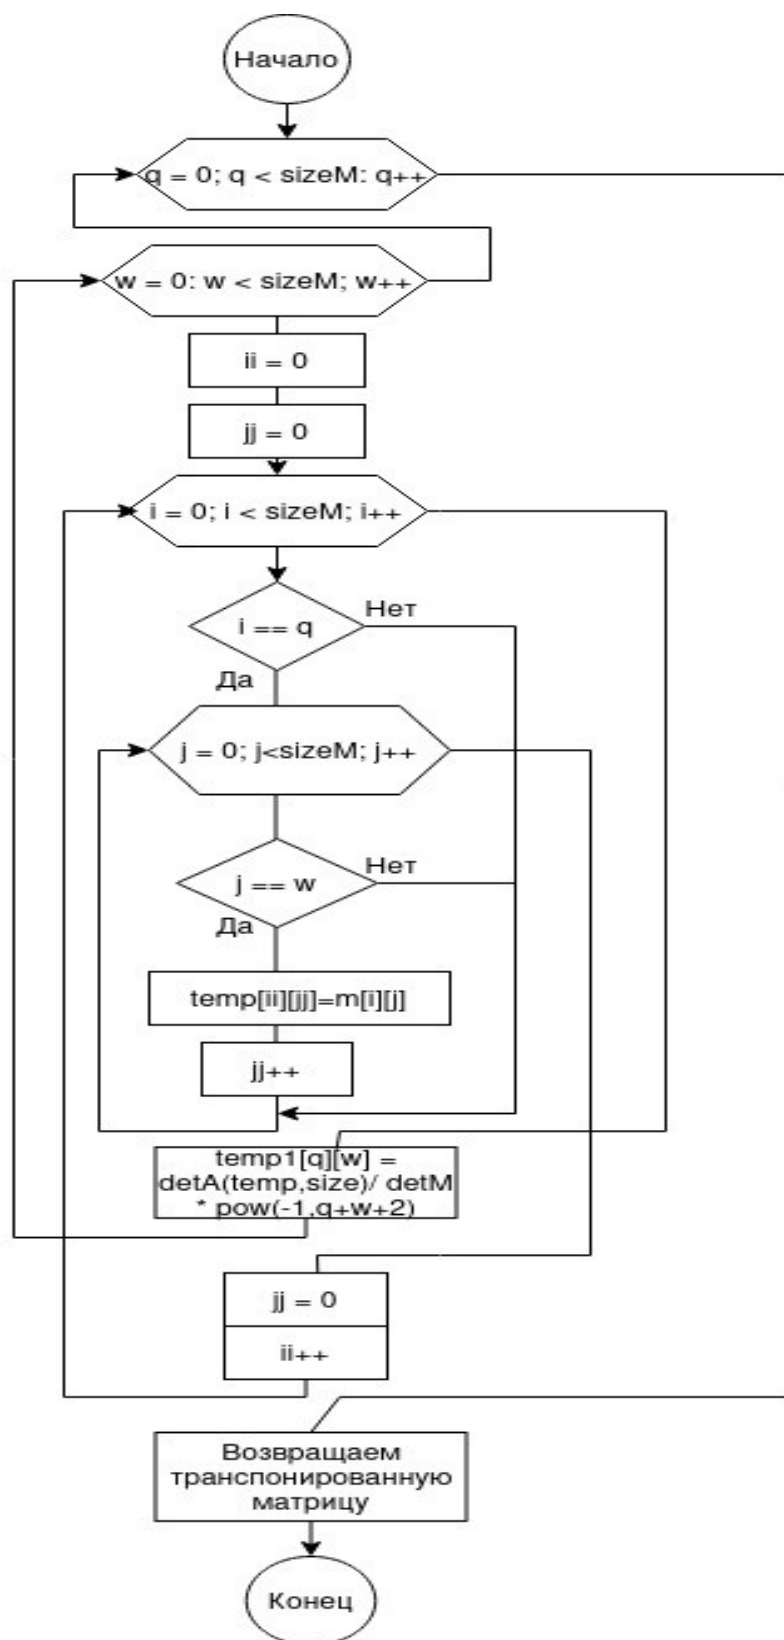 Начало
q = 0; q < sizeM: q++
w = 0: w < sizeM; w++
ii = 0
jj = 0
i = 0; i < sizeM; i++
Нет
i == q
Да
j = 0; j<sizeM; j++
Нет
j == w
Да
temp[ii][jj]=m[i][j]
jj++
temp1[q][w] =
detA(temp,size)/ detM
* pow(-1,q+w+2)
jj = 0
ii++
Возвращаем
транспонированную
матрицу
Конец